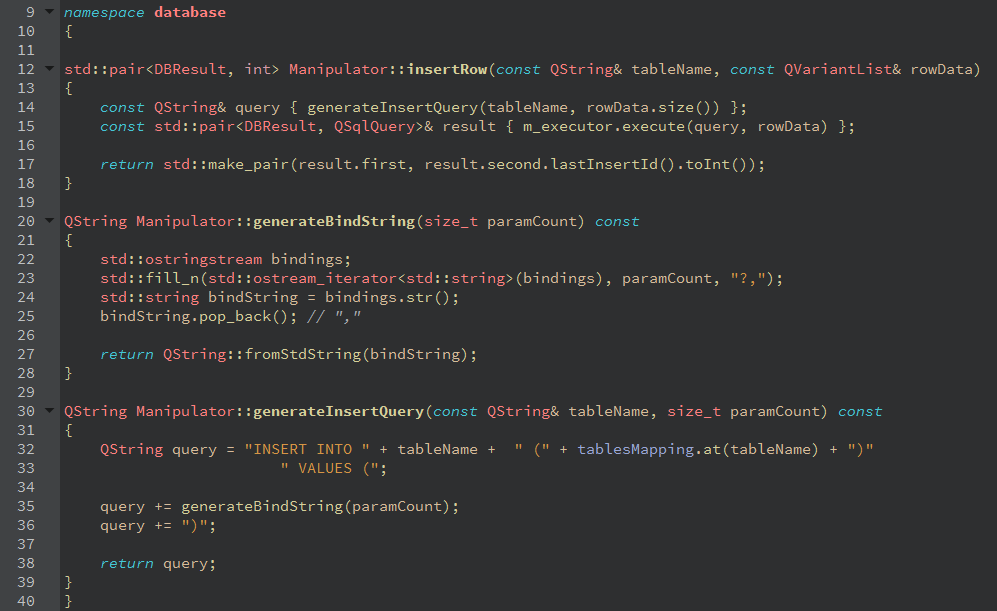 9 namespace database
10 {
11
12 std::pair<DBResult, int> Manipulator::insertRow(const QString& tableName, const QVariantList& rowData)
13 {
14     const QString& query { generateInsertQuery(tableName, rowData.size()) };
15     const std::pair<DBResult, QSqlQuery>& result { m_executor.execute(query, rowData) };
16
17     return std::make_pair(result.first, result.second.lastInsertId().toInt());
18 }
19
20 QString Manipulator::generateBindString(size_t paramCount) const
21 {
22     std::ostringstream bindings;
23     std::fill_n(std::ostream_iterator<std::string>(bindings), paramCount, "?,");
24     std::string bindString = bindings.str();
25     bindString.pop_back(); // ","
26
27     return QString::fromStdString(bindString);
28 }
29
30 QString Manipulator::generateInsertQuery(const QString& tableName, size_t paramCount) const
31 {
32     QString query = "INSERT INTO " + tableName +  " (" + tablesMapping.at(tableName) + ")"
33                         " VALUES (";
34
35     query += generateBindString(paramCount);
36     query += ")";
37
38     return query;
39 }
40 }